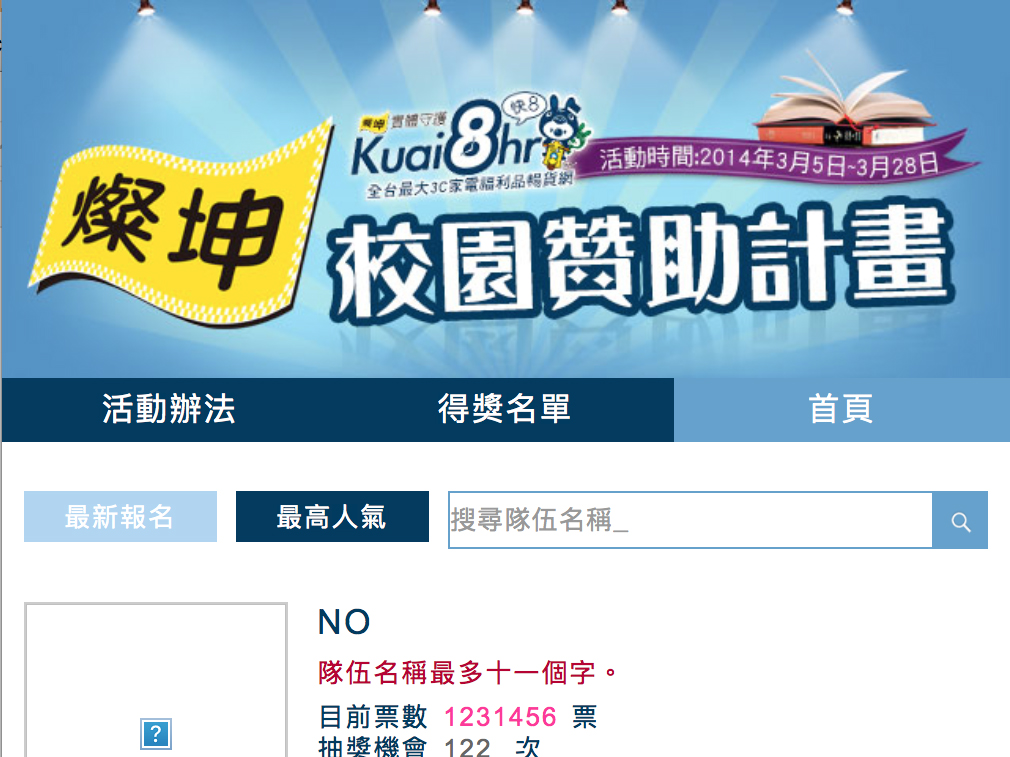 燦坤 實體守護
快8
Kuai8hr
全台最大3C家電福利品暢貨網
活動時間:2014年3月5日~3月28日
燦坤
校園贊助計畫
活動辦法 得獎名單 首頁
最新報名 最高人氣 搜尋隊伍名稱_
NO
隊伍名稱最多十一個字。
目前票數 1231456 票
抽獎機會 122 次
?